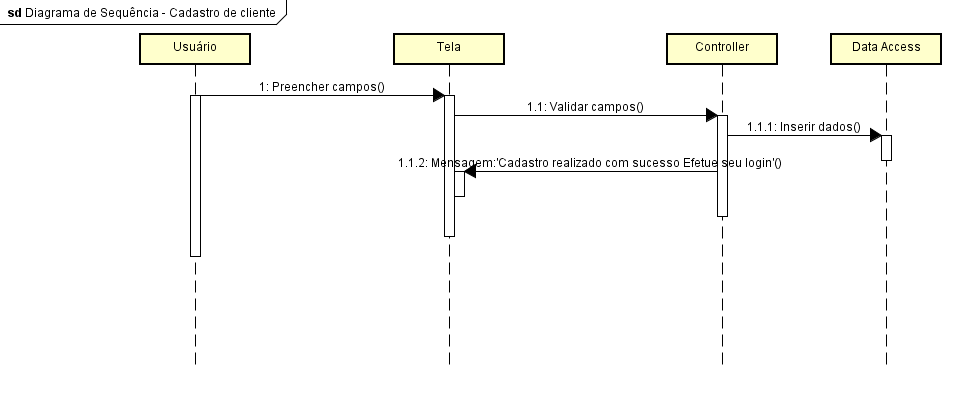 sd Diagrama de Sequência - Cadastro de cliente
Usuário
Tela
Controller
Data Access
1: Preencher campos()
1.1: Validar campos()
1.1.1: Inserir dados()
1.1.2: Mensagem:'Cadastro realizado com sucesso Efetue seu login'()